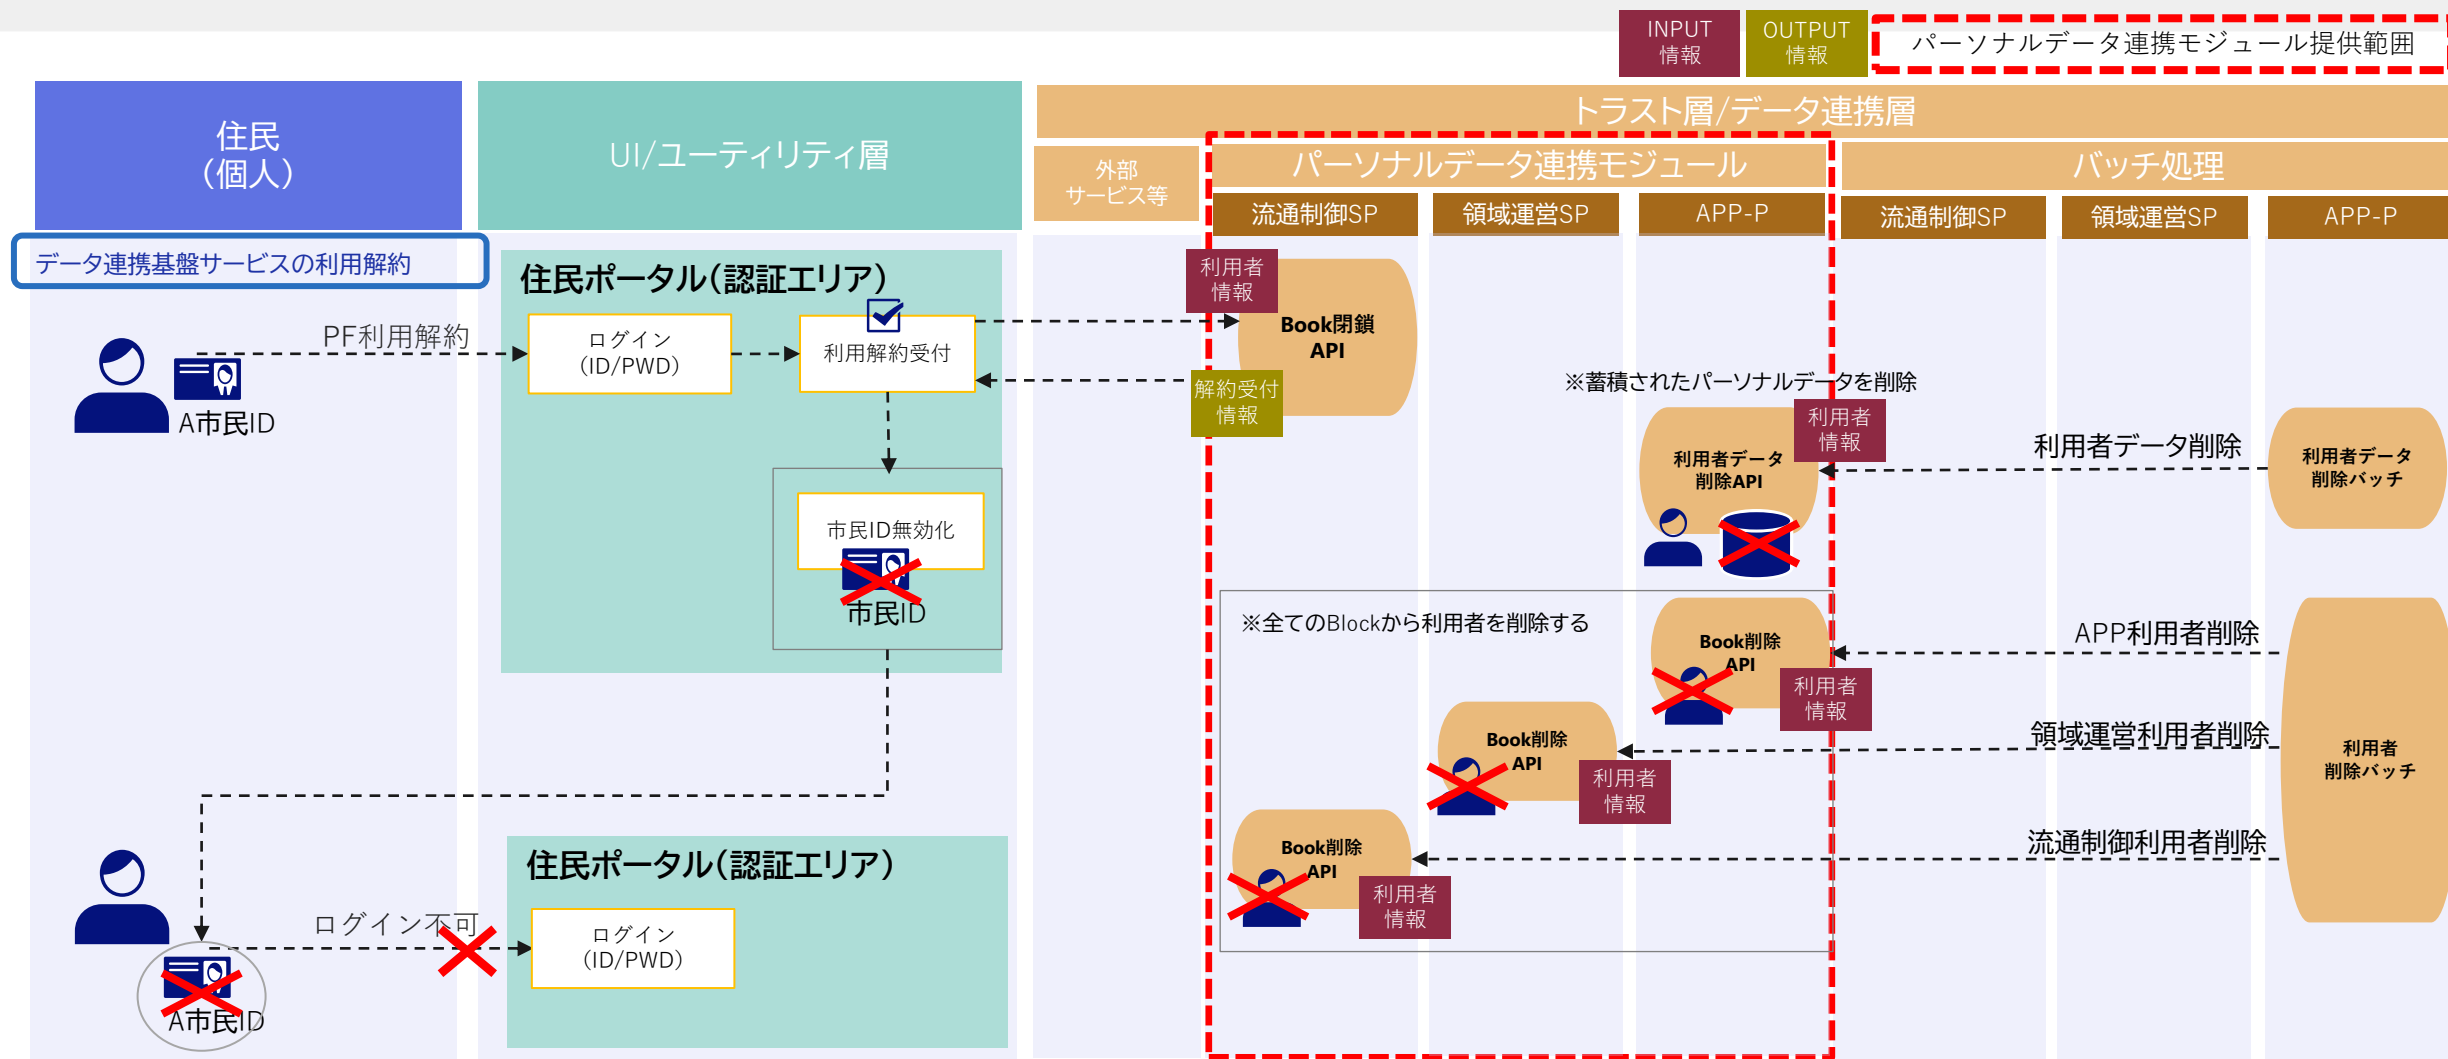 INPUT
情報
OUTPUT
情報
パーソナルデータ連携モジュール提供範囲
住民
（個人）
UI/ユーティリティ層
トラスト層/データ連携層
外部
サービス等
パーソナルデータ連携モジュール
バッチ処理
流通制御SP
領域運営SP
APP-P
流通制御SP
領域運営SP
APP-P
データ連携基盤サービスの利用解約
住民ポータル（認証エリア）
PF利用解約
A市民ID
ログイン
（ID/PWD）
利用解約受付
利用者
情報
Book閉鎖
API
解約受付
情報
※蓄積されたパーソナルデータを削除
利用者データ
削除API
利用者
情報
利用者データ削除
利用者データ
削除バッチ
市民ID無効化
市民ID
※全てのBlockから利用者を削除する
Book削除
API
利用者
情報
APP利用者削除
Book削除
API
利用者
情報
領域運営利用者削除
利用者
削除バッチ
Book削除
API
利用者
情報
流通制御利用者削除
住民ポータル（認証エリア）
ログイン不可
ログイン
（ID/PWD）
A市民ID